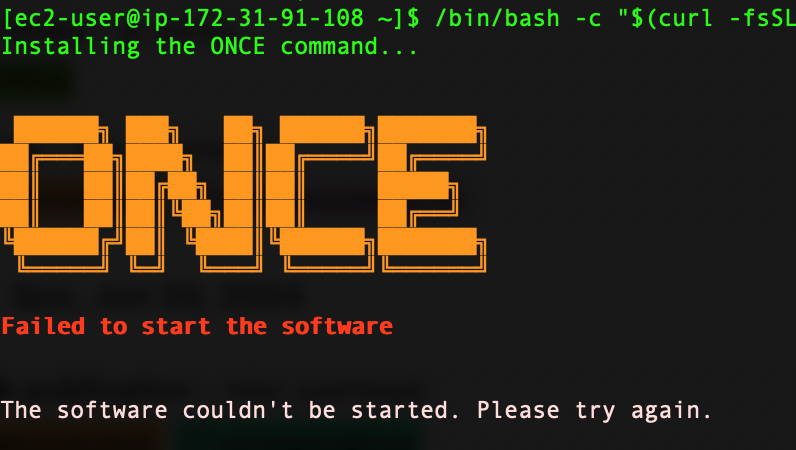 [ec2-user@ip-172-31-91-108 ~]$ /bin/bash -c "$(curl -fsSL
Installing the ONCE command...
ONCE
Failed to start the software
The software couldn't be started. Please try again.